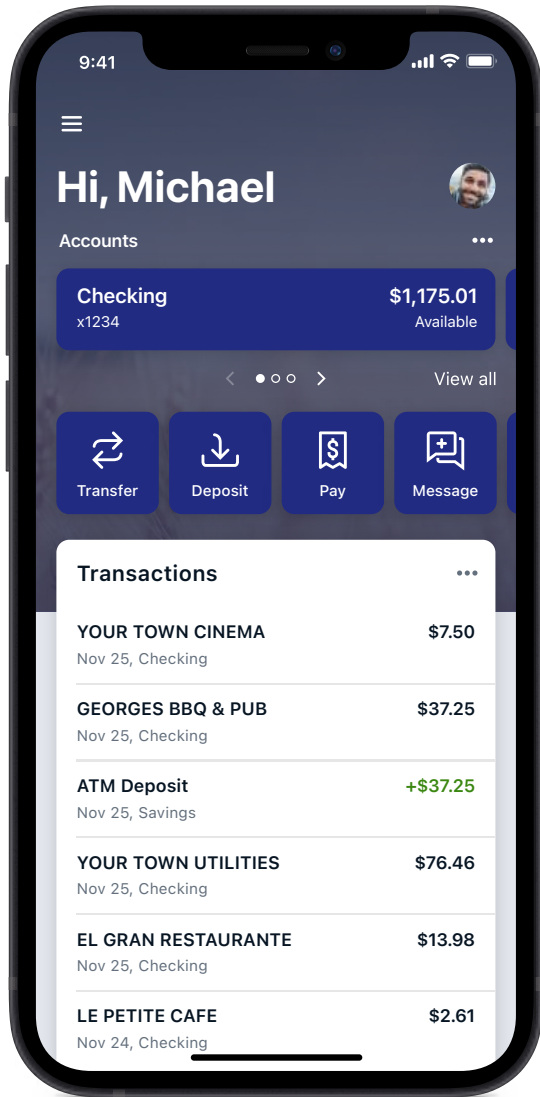 9:41
Hi, Michael
Accounts
Checking $1,175.01
x1234 Available
View all
Transfer Deposit Pay Message
Transactions
YOUR TOWN CINEMA $7.50
Nov 25, Checking
GEORGES BBQ & PUB $37.25
Nov 25, Checking
ATM Deposit +$37.25
Nov 25, Savings
YOUR TOWN UTILITIES $76.46
Nov 25, Checking
EL GRAN RESTAURANTE $13.98
Nov 25, Checking
LE PETITE CAFE $2.61
Nov 24, Checking